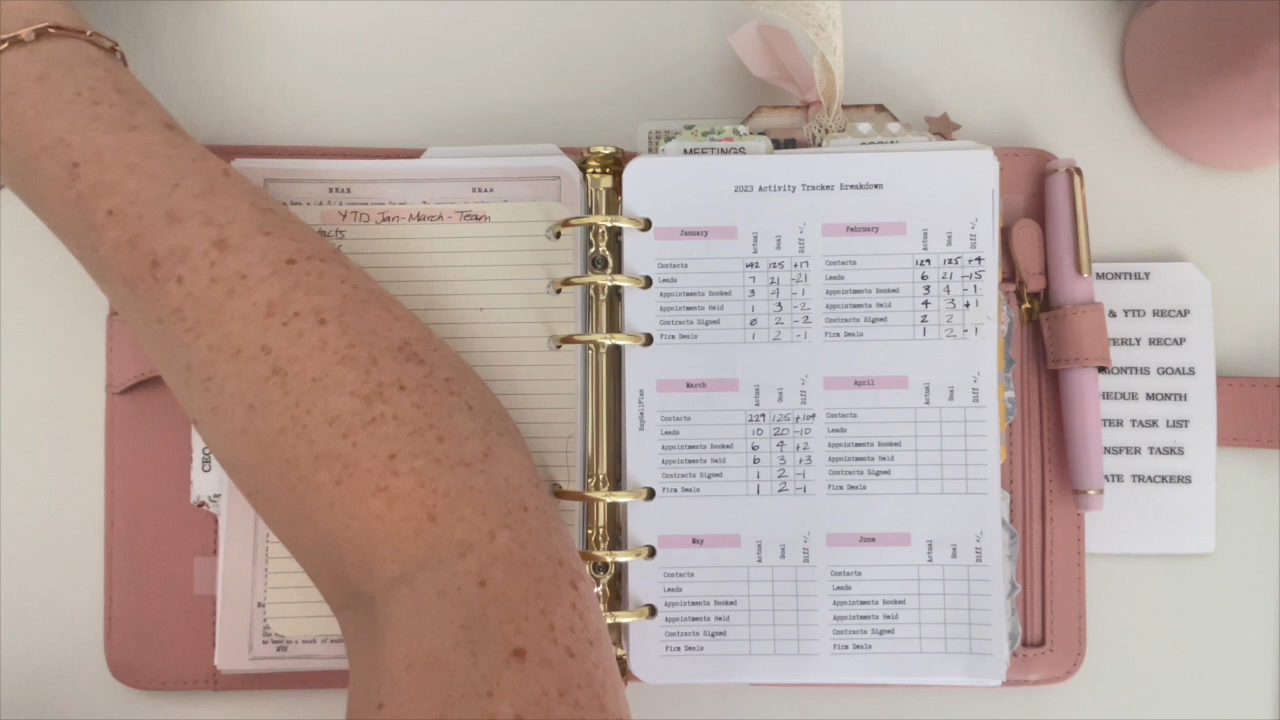 MEETINGS
2023 Activity Tracker Breakdown
YTD Jan-March-Team
January Actual Goal Diff +/_
Contacts 142 125 +17
Leads 7 21 -21
Appointments Booked 3 4 -1
Appointments Held 1 3 -2
Contracts Signed 0 2 -2
Firm Deals 1 2 -1
February Actual Goal Diff +/_
Contacts 129 125 +4
Leads 6 21 -15
Appointments Booked 3 4 -1
Appointments Held 4 3 +1
Contracts Signed 2 2
Firm Deals 1 2 -1
March Actual Goal Diff +/_
Contacts 229 125 +104
Leads 10 20 -10
Appointments Booked 6 4 +2
Appointments Held 6 3 +3
Contracts Signed 1 2 -1
Firm Deals 1 2 -1
April Actual Goal Diff +/_
Contacts
Leads
Appointments Booked
Appointments Held
Contracts Signed
Firm Deals
May Actual Goal Diff +/_
Contacts
Leads
Appointments Booked
Appointments Held
Contracts Signed
Firm Deals
June Actual Goal Diff +/_
Contacts
Leads
Appointments Booked
Appointments Held
Contracts Signed
Firm Deals
BuySellPlan
CEO
MONTHLY
& YTD RECAP
TERLY RECAP
MONTHS GOALS
HEDUE MONTH
TER TASK LIST
NSFER TASKS
ATE TRACKERS